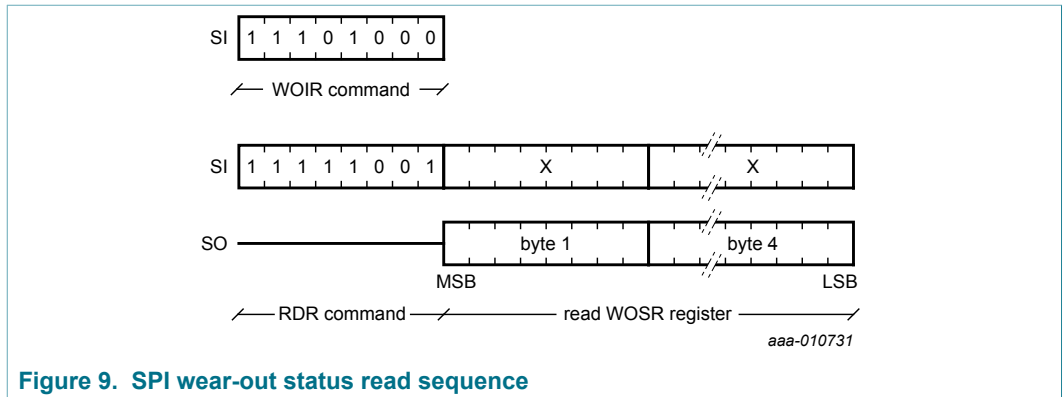 SI 1 1 1 0 1 0 0 0
WOIR command
SI 1 1 1 1 1 0 0 1 X X
SO byte 1 byte 4
MSB LSB
RDR command read WOSR register
aaa-010731
Figure 9. SPI wear-out status read sequence